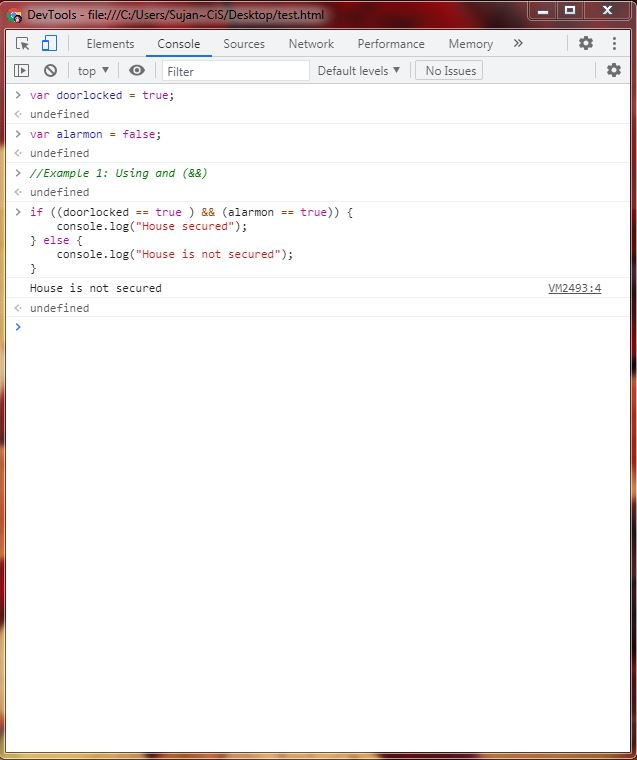 DevTools - file:///C:/Users/Sujan~CiS/Desktop/test.html
Elements Console Sources Network Performance Memory »
top ▼ Filter Default levels ▼ No Issues
> var doorlocked = true;
undefined
> var alarmon = false;
undefined
> //Example 1: Using and (&&)
undefined
> if ((doorlocked == true ) && (alarmon == true)) {
console.log("House secured");
} else {
console.log("House is not secured");
}
House is not secured VM2493:4
undefined
>